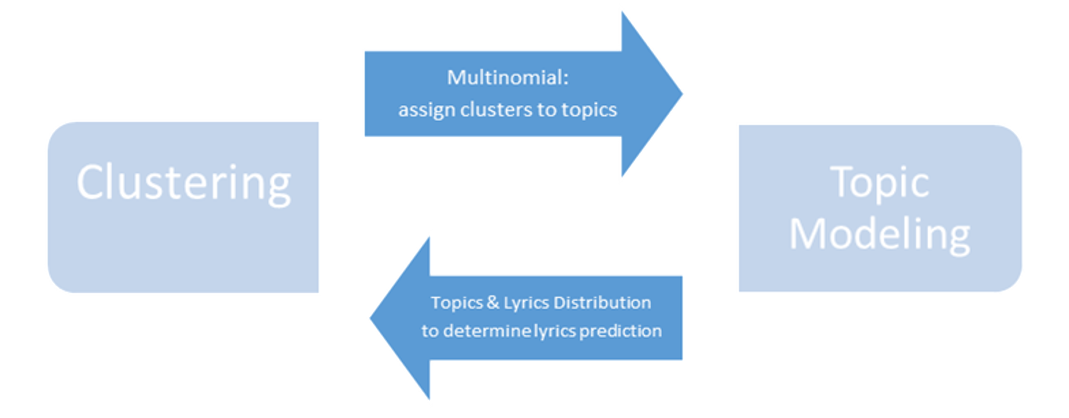 Multinomial:
assign clusters to topics
Clustering
Topic
Modeling
Topics & Lyrics Distribution
to determine lyrics prediction